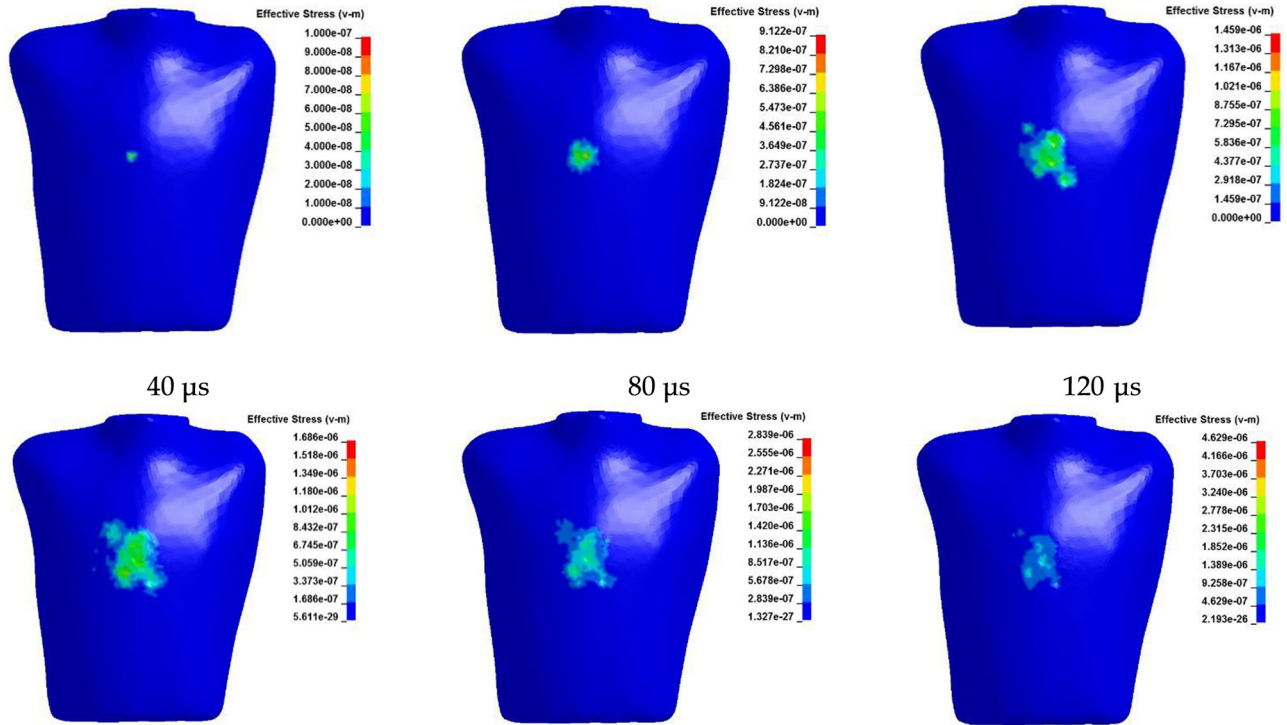 Effective Stress (v-m)
1.000e-07
9.000e-08
8.000e-08
7.000e-08
6.000e-08
5.000e-08
4.000e-08
3.000e-08
2.000e-08
1.000e-08
0.000e+00
Effective Stress (v-m)
9.122e-07
8.210e-07
7.298e-07
6.386e-07
5.473e-07
4.561e-07
3.649e-07
2.737e-07
1.824e-07
9.122e-08
0.000e+00
Effective Stress (v-m)
1.459e-06
1.313e-06
1.167e-06
1.021e-06
8.755e-07
7.295e-07
5.836e-07
4.377e-07
2.918e-07
1.459e-07
0.000e+00
40 μs
80 μs
120 μs
Effective Stress (v-m)
1.686e-06
1.518e-06
1.349e-06
1.180e-06
1.012e-06
8.432e-07
6.745e-07
5.059e-07
3.373e-07
1.686e-07
5.611e-29
Effective Stress (v-m)
2.839e-06
2.555e-06
2.271e-06
1.987e-06
1.703e-06
1.420e-06
1.136e-06
8.517e-07
5.678e-07
2.839e-07
1.327e-27
Effective Stress (v-m)
4.629e-06
4.166e-06
3.703e-06
3.240e-06
2.778e-06
2.315e-06
1.852e-06
1.389e-06
9.258e-07
4.629e-07
2.193e-26